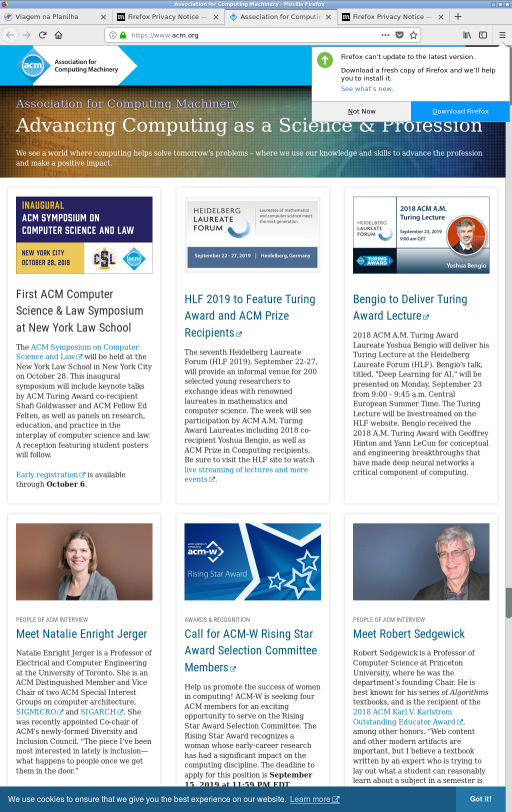 Association for Computing Machinery - Mozilla Firefox
Viagem na Planilha
Firefox Privacy Notice —
Association for Computin
Firefox Privacy Notice —
https://www.acm.org
Firefox can't update to the latest version.
Download a fresh copy of Firefox and we'll help
you to install it.
See what's new.
Not Now
Download Firefox
acm
Association for
Computing Machinery
Association for Computing Machinery
Advancing Computing as a Science & Profession
We see a world where computing helps solve tomorrow's problems – where we use our knowledge and skills to advance the profession
and make a positive impact.
INAUGURAL
ACM SYMPOSIUM ON
COMPUTER SCIENCE AND LAW
NEW YORK CITY
OCTOBER 28, 2019
acm
First ACM Computer
Science & Law Symposium
at New York Law School
The ACM Symposium on Computer
Science and Law will be held at the
New York Law School in New York City
on October 28. This inaugural
symposium will include keynote talks
by ACM Turing Award co-recipient
Shafi Goldwasser and ACM Fellow Ed
Felten, as well as panels on research,
education, and practice in the
interplay of computer science and law.
A reception featuring student posters
will follow.
Early registration is available
through October 6.
HEIDELBERG
LAUREATE
FORUM
Laureates of mathematics
and computer science meet
the next generation.
September 22 - 27, 2019 | Heidelberg, Germany
HLF 2019 to Feature Turing
Award and ACM Prize
Recipients
The seventh Heidelberg Laureate
Forum (HLF 2019), September 22-27,
will provide an informal venue for 200
selected young researchers to
exchange ideas with renowned
laureates in mathematics and
computer science. The week will see
participation by ACM A.M. Turing
Award Laureates including 2018 co-
recipient Yoshua Bengio, as well as
ACM Prize in Computing recipients.
Be sure to visit the HLF site to watch
live streaming of lectures and more
events.
HEIDELBERG
LAUREATE
FORUM
2018 ACM A.M.
Turing Lecture
September 23, 2019
9:00 am CET
TURING
AWARD
Yoshua Bengio
Bengio to Deliver Turing
Award Lecture
2018 ACM A.M. Turing Award
Laureate Yoshua Bengio will deliver his
Turing Lecture at the Heidelberg
Laureate Forum (HLF). Bengio's talk,
titled, "Deep Learning for AI," will be
presented on Monday, September 23
from 9:00 - 9:45 a.m. Central
European Summer Time. The Turing
Lecture will be livestreamed on the
HLF website. Bengio received the
2018 A.M. Turing Award with Geoffrey
Hinton and Yann LeCun for conceptual
and engineering breakthroughs that
have made deep neural networks a
critical component of computing.
PEOPLE OF ACM INTERVIEW
Meet Natalie Enright Jerger
Natalie Enright Jerger is a Professor of
Electrical and Computer Engineering
at the University of Toronto. She is an
ACM Distinguished Member and Vice
Chair of two ACM Special Interest
Groups on computer architecture,
SIGMICRO and SIGARCH. She
was recently appointed Co-chair of
ACM's newly-formed Diversity and
Inclusion Council. "The piece I've been
most interested in lately is inclusion—
what happens to people once we get
them in the door."
acm-w
Rising Star Award
AWARDS & RECOGNITION
Call for ACM-W Rising Star
Award Selection Committee
Members
Help us promote the success of women
in computing! ACM-W is seeking four
ACM members for an exciting
opportunity to serve on the Rising
Star Award Selection Committee. The
Rising Star Award recognizes a
woman whose early-career research
has had a significant impact on the
computing discipline. The deadline to
apply for this position is September
15, 2019 at 11:59 PM EDT
PEOPLE OF ACM INTERVIEW
Meet Robert Sedgewick
Robert Sedgewick is a Professor of
Computer Science at Princeton
University, where he was the
department's founding Chair. He is
best known for his series of Algorithms
textbooks, and is the recipient of the
2018 ACM Karl V. Karlstrom
Outstanding Educator Award,
among other honors. "Web content
and other modern artifacts are
important, but I believe a textbook
written by an expert who is trying to
lay out what a student can reasonably
learn about a subject in a semester is
We use cookies to ensure that we give you the best experience on our website. Learn more
Got it!